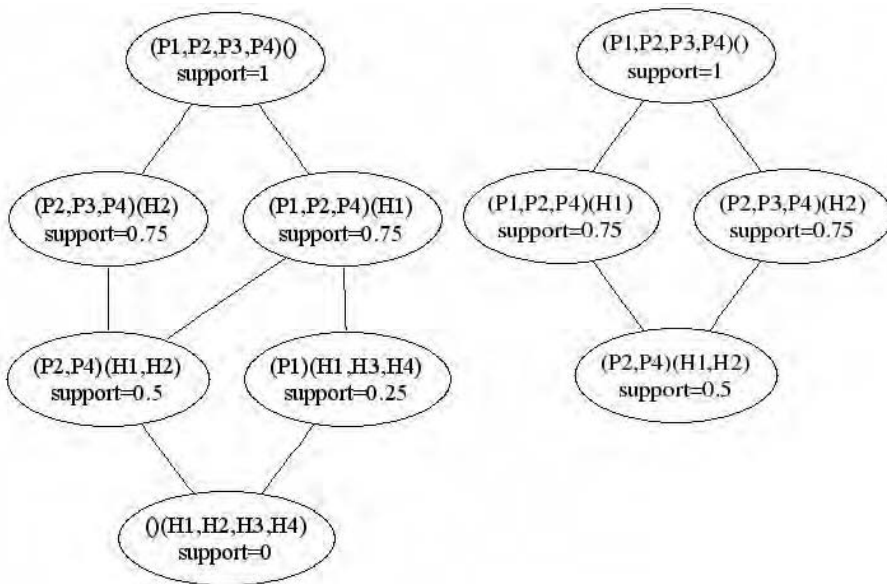 (P1,P2,P3,P4)()
support=1
(P2,P3,P4)(H2)
support=0.75
(P1,P2,P4)(H1)
support=0.75
(P2,P4)(H1,H2)
support=0.5
(P1)(H1,H3,H4)
support=0.25
()(H1,H2,H3,H4)
support=0
(P1,P2,P3,P4)()
support=1
(P1,P2,P4)(H1)
support=0.75
(P2,P3,P4)(H2)
support=0.75
(P2,P4)(H1,H2)
support=0.5